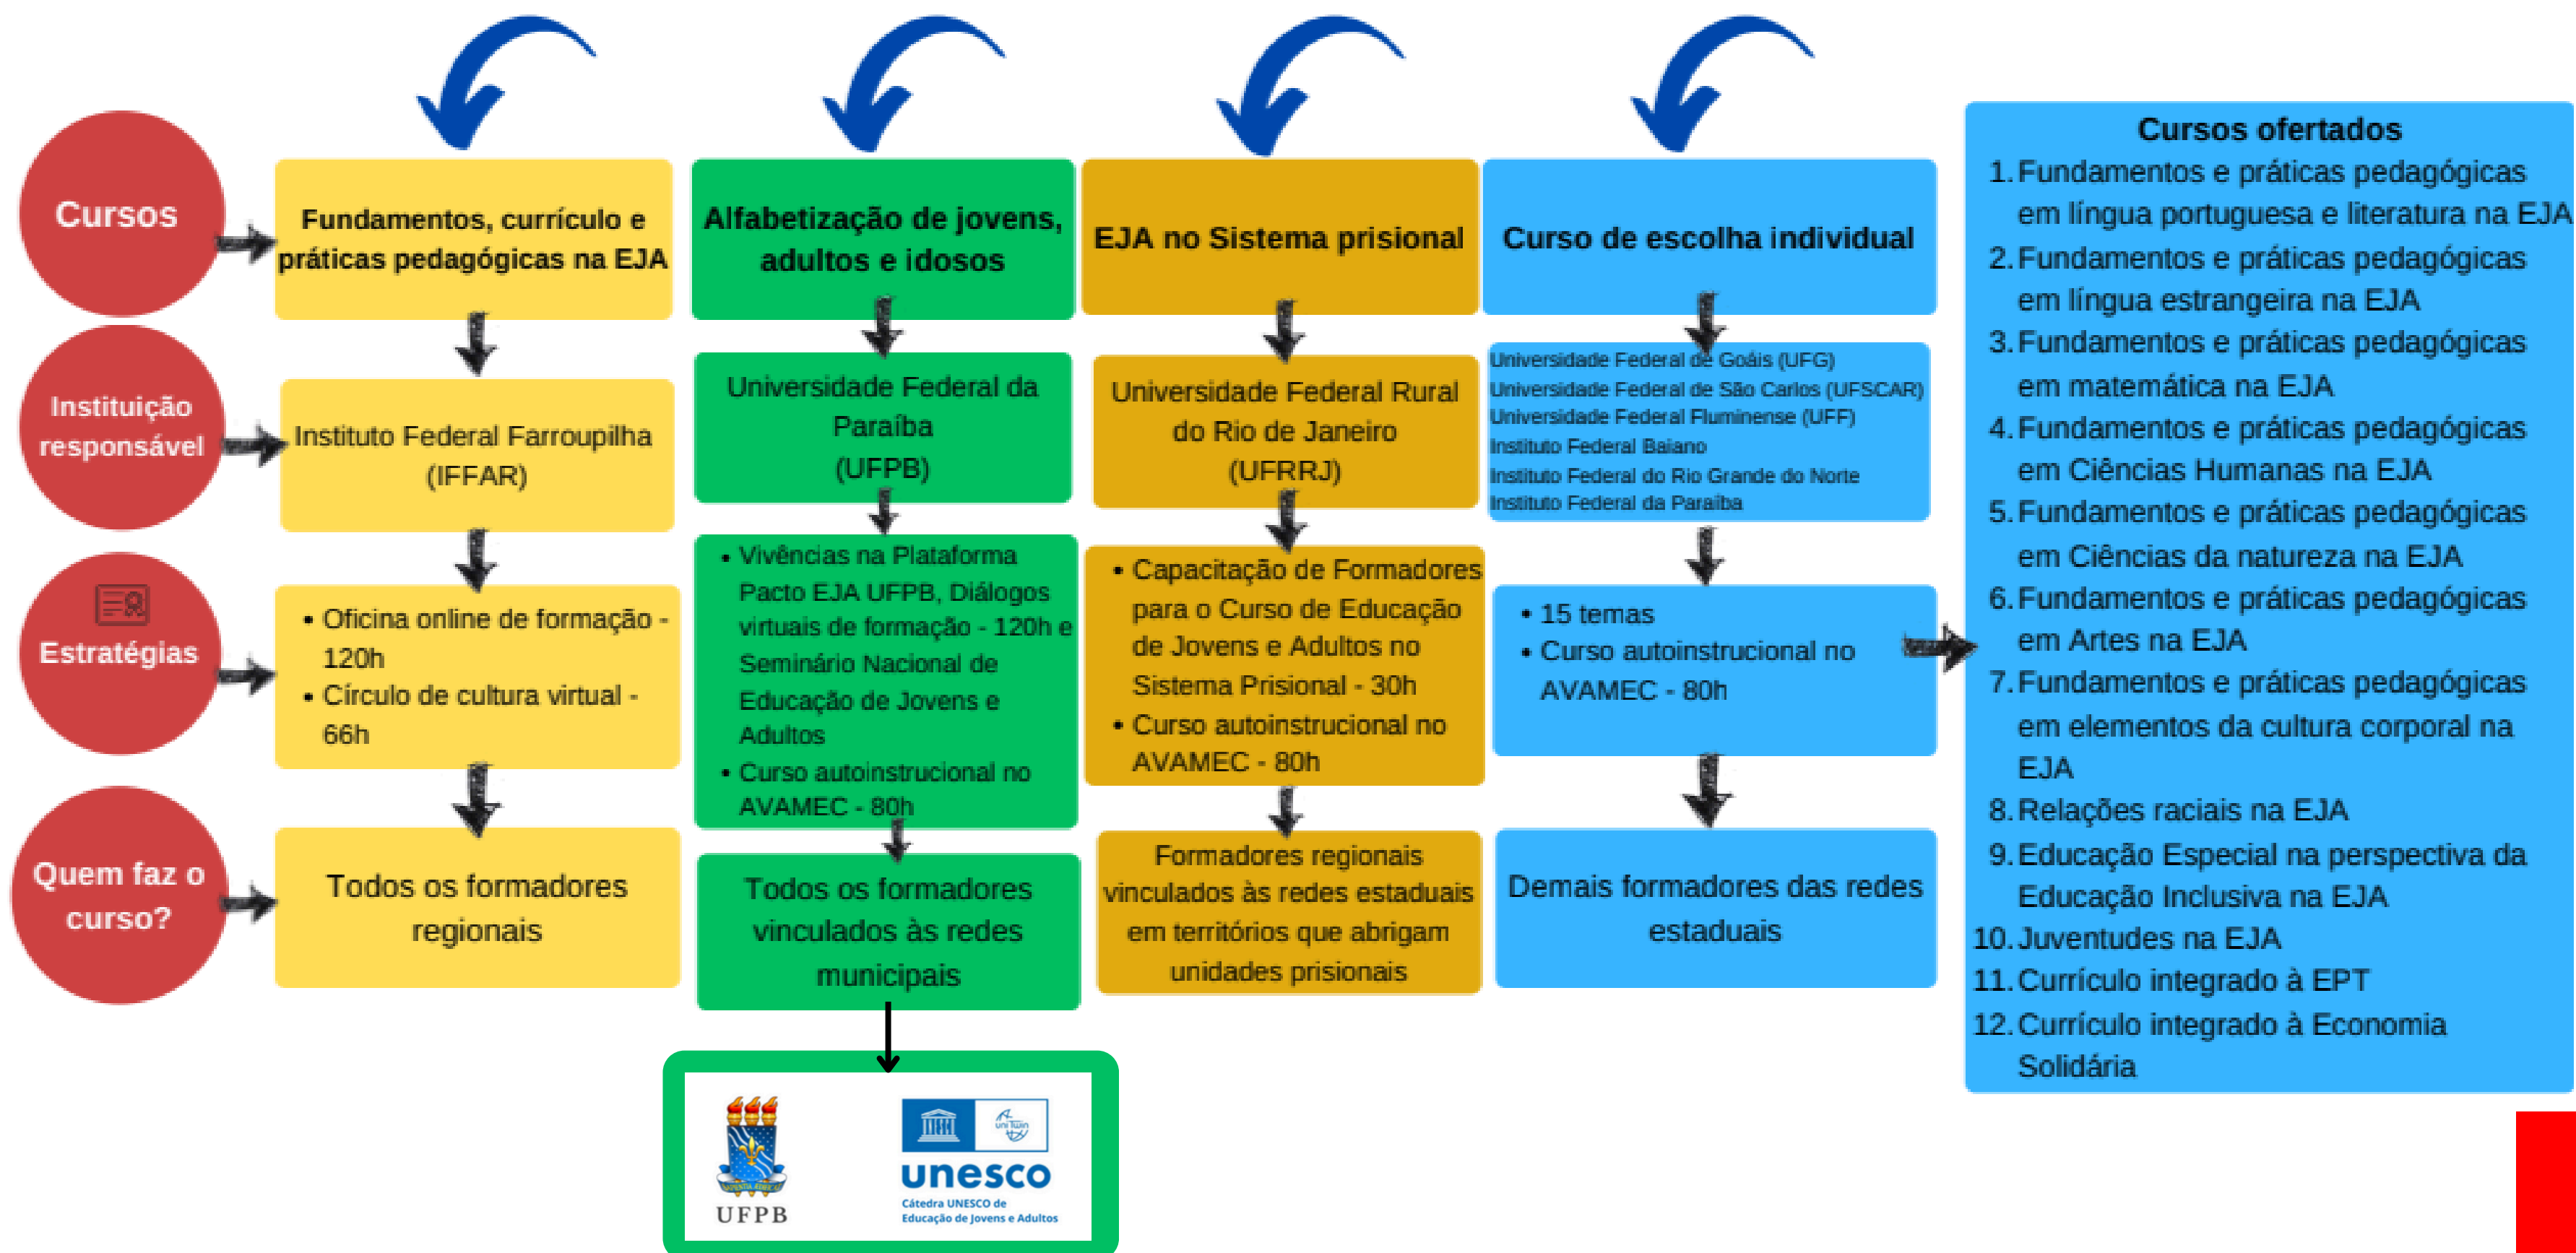 Cursos
Fundamentos, currículo e
práticas pedagógicas na EJA
Alfabetização de jovens,
adultos e idosos
EJA no Sistema prisional
Curso de escolha individual
Instituição
responsável
Instituto Federal Farroupilha
(IFFAR)
Universidade Federal da
Paraíba
(UFPB)
Universidade Federal Rural
do Rio de Janeiro
(UFRRJ)
Universidade Federal de Goáis (UFG)
Universidade Federal de São Carlos (UFSCAR)
Universidade Federal Fluminense (UFF)
Instituto Federal Baiano
Instituto Federal do Rio Grande do Norte
Instituto Federal da Paraíba
Estratégias
• Oficina online de formação -
120h
• Círculo de cultura virtual -
66h
• Vivências na Plataforma
Pacto EJA UFPB, Diálogos
virtuais de formação - 120h e
Seminário Nacional de
Educação de Jovens e
Adultos
• Curso autoinstrucional no
AVAMEC - 80h
• Capacitação de Formadores
para o Curso de Educação
de Jovens e Adultos no
Sistema Prisional - 30h
• Curso autoinstrucional no
AVAMEC - 80h
• 15 temas
• Curso autoinstrucional no
AVAMEC - 80h
Quem faz o
curso?
Todos os formadores
regionais
Todos os formadores
vinculados às redes
municipais
Formadores regionais
vinculados às redes estaduais
em territórios que abrigam
unidades prisionais
Demais formadores das redes
estaduais
Cursos ofertados
1. Fundamentos e práticas pedagógicas
em língua portuguesa e literatura na EJA
2. Fundamentos e práticas pedagógicas
em língua estrangeira na EJA
3. Fundamentos e práticas pedagógicas
em matemática na EJA
4. Fundamentos e práticas pedagógicas
em Ciências Humanas na EJA
5. Fundamentos e práticas pedagógicas
em Ciências da natureza na EJA
6. Fundamentos e práticas pedagógicas
em Artes na EJA
7. Fundamentos e práticas pedagógicas
em elementos da cultura corporal na
EJA
8. Relações raciais na EJA
9. Educação Especial na perspectiva da
Educação Inclusiva na EJA
10. Juventudes na EJA
11. Currículo integrado à EPT
12. Currículo integrado à Economia
Solidária
UFPB
uni Twin
unesco
Cátedra UNESCO de
Educação de Jovens e Adultos